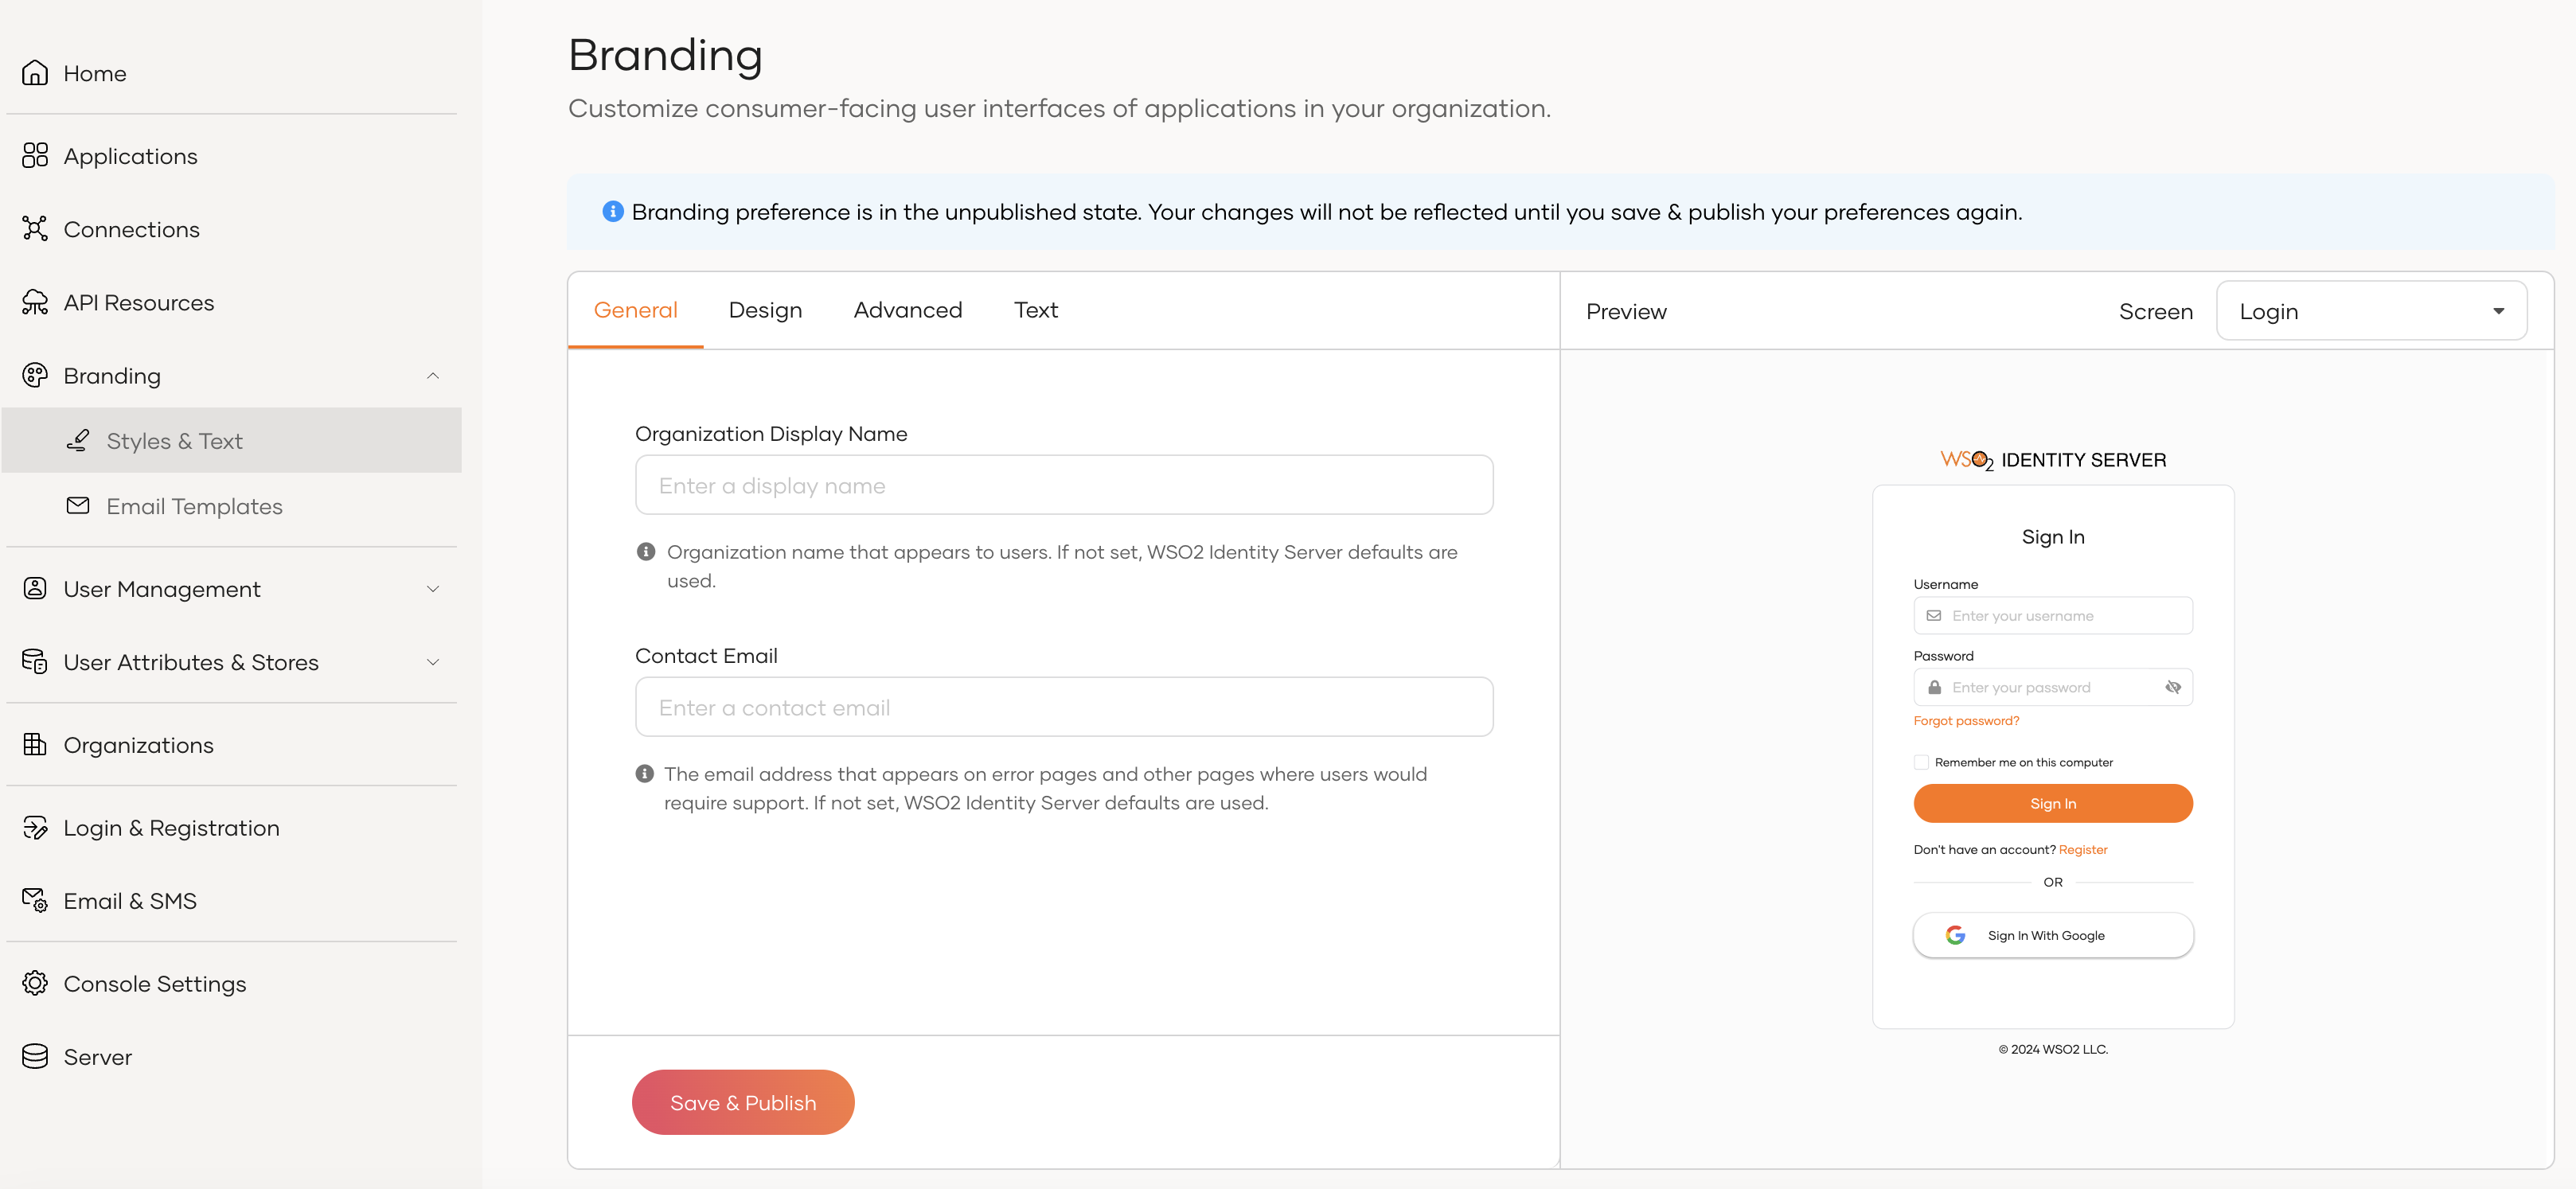 Home
Applications
Connections
API Resources
Branding
Styles & Text
Email Templates
User Management
User Attributes & Stores
Organizations
Login & Registration
Email & SMS
Console Settings
Server
Branding
Customize consumer-facing user interfaces of applications in your organization.
Branding preference is in the unpublished state. Your changes will not be reflected until you save & publish your preferences again.
General Design Advanced Text
Organization Display Name
Enter a display name
Organization name that appears to users. If not set, WSO2 Identity Server defaults are
used.
Contact Email
Enter a contact email
The email address that appears on error pages and other pages where users would
require support. If not set, WSO2 Identity Server defaults are used.
Save & Publish
Preview Screen Login
WSO2 IDENTITY SERVER
Sign In
Username
Enter your username
Password
Enter your password
Forgot password?
Remember me on this computer
Sign In
Don't have an account? Register
OR
Sign In With Google
© 2024 WSO2 LLC.